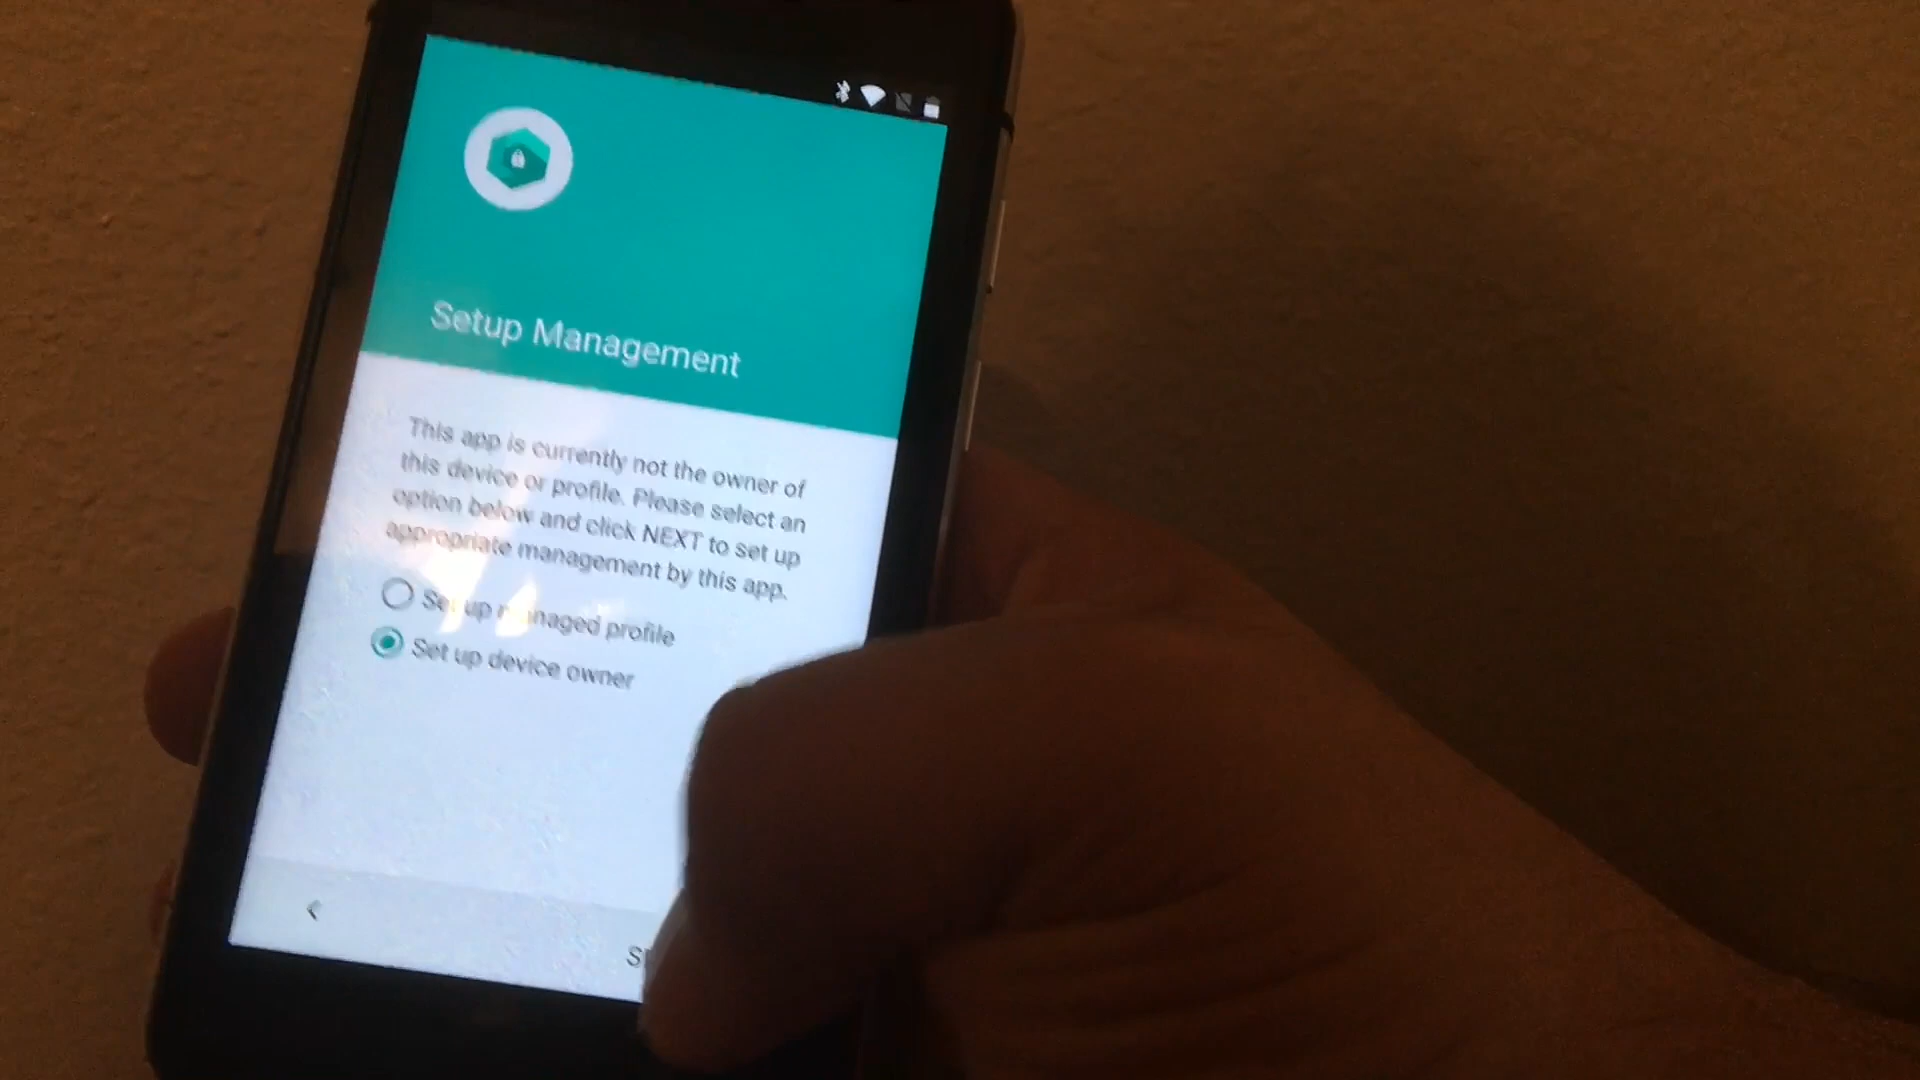 Setup Management
This app is currently not the owner of
this device or profile. Please select an
option below and click NEXT to set up
appropriate management by this app.
Set up managed profile
Set up device owner